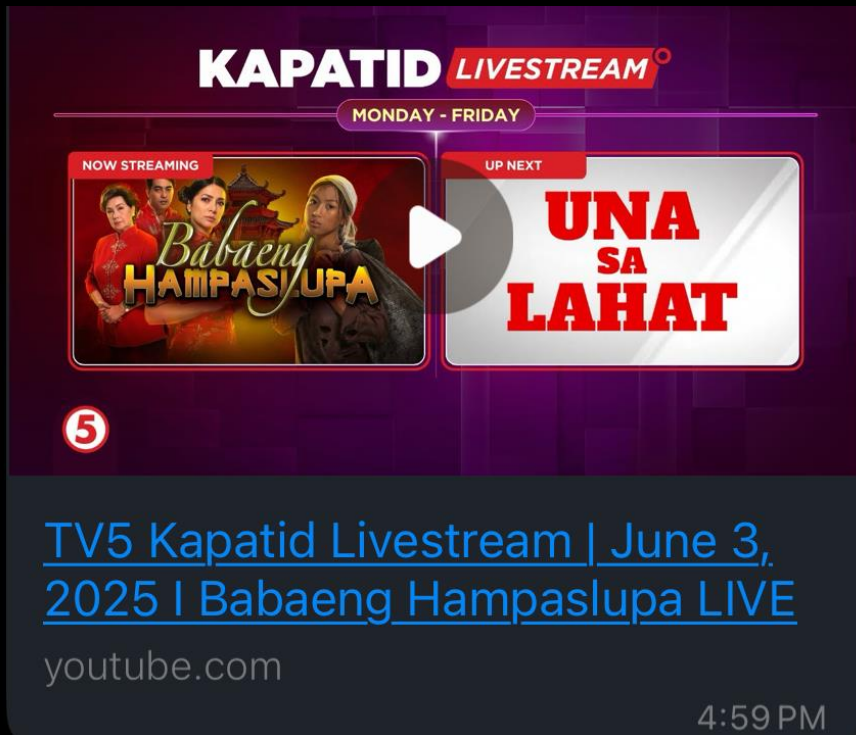 KAPATID LIVESTREAM
MONDAY - FRIDAY
NOW STREAMING
Babaeng
HAMPASLUPA
UP NEXT
UNA
SA
LAHAT
5
TV5 Kapatid Livestream | June 3,
2025 I Babaeng Hampaslupa LIVE
youtube.com
4:59 PM